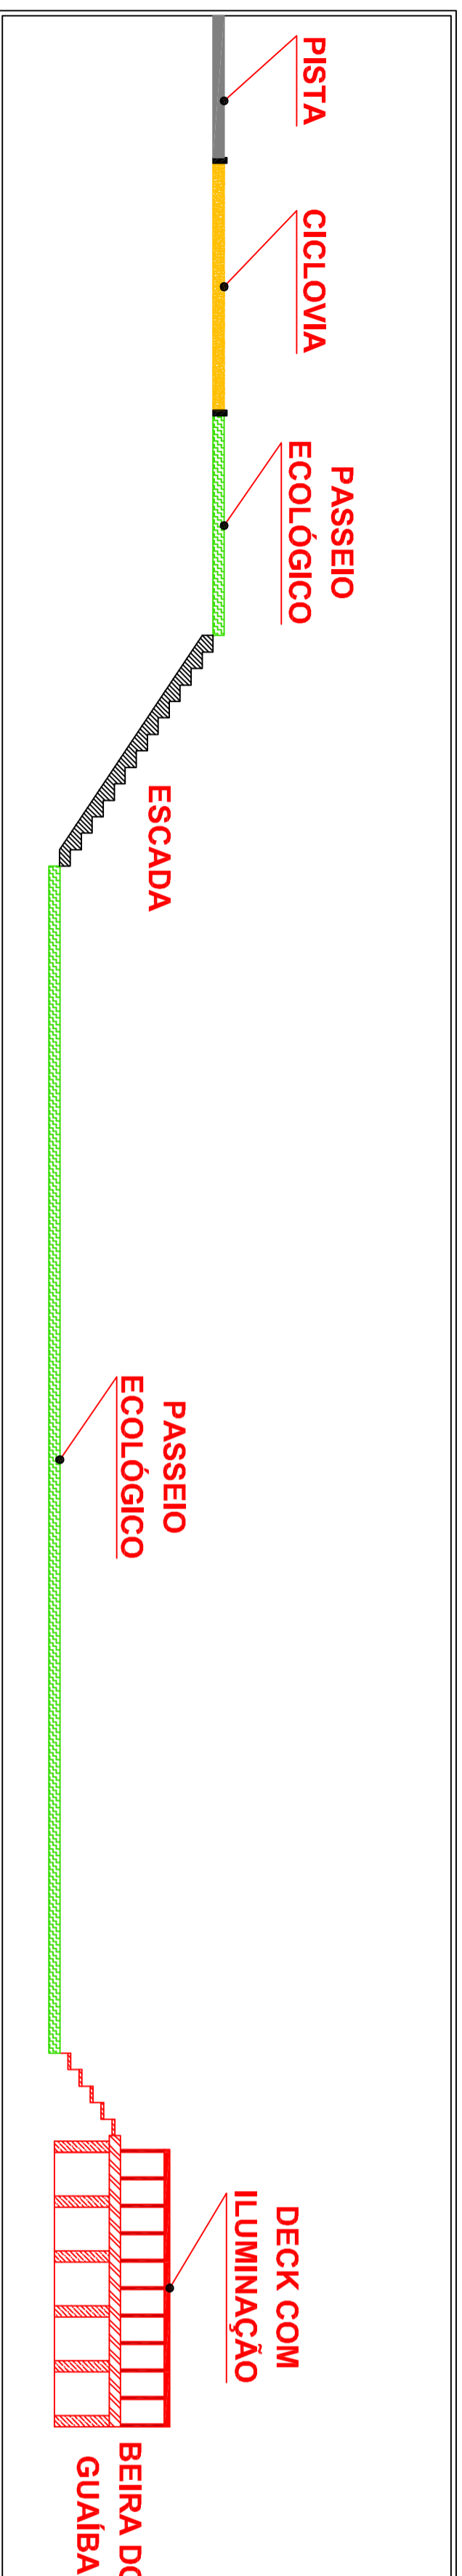 PISTA
CICLOVIA
PASSEIO
ECOLÓGICO
ESCADA
PASSEIO
ECOLÓGICO
DECK COM
ILUMINAÇÃO
BEIRA DO
GUAÍBA